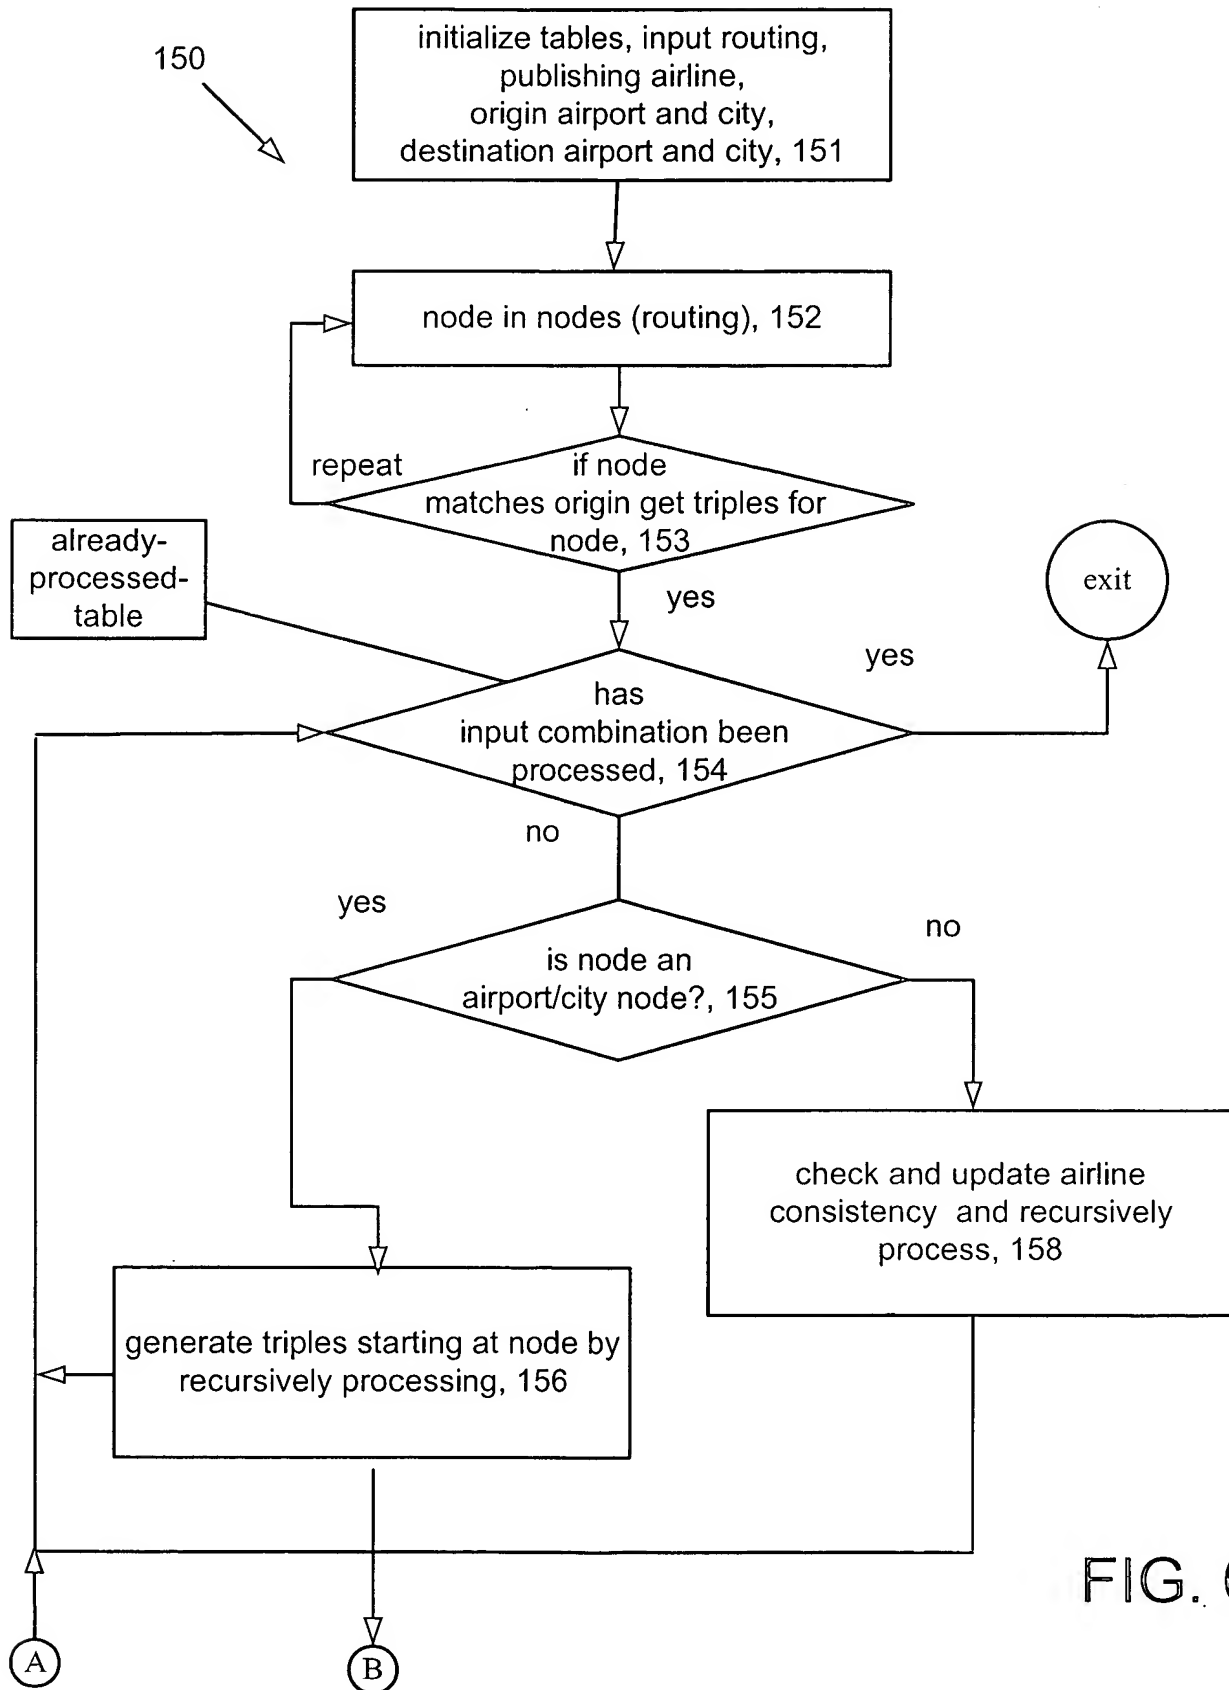 150
initialize tables, input routing,
publishing airline,
origin airport and city,
destination airport and city, 151
node in nodes (routing), 152
repeat
if node
matches origin get triples for
node, 153
already-
processed-
table
exit
yes
yes
has
input combination been
processed, 154
no
yes
no
is node an
airport/city node?, 155
check and update airline
consistency and recursively
process, 158
generate triples starting at node by
recursively processing, 156
FIG.
A
B